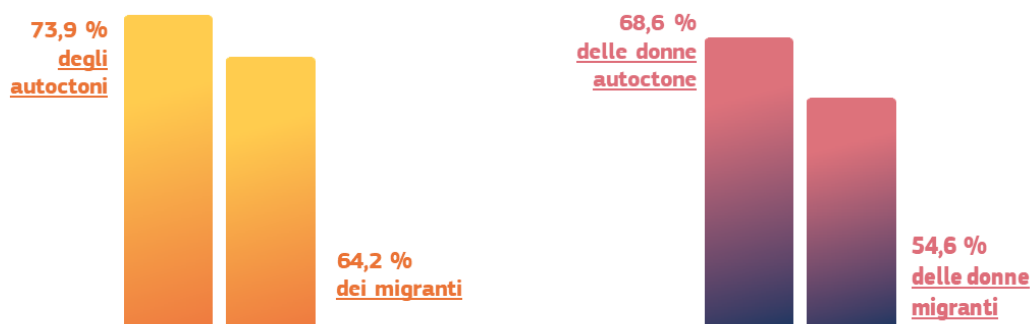 73,9 %
degli
autoctoni
64,2 %
dei migranti
68,6 %
delle donne
autoctone
54,6 %
delle donne
migranti